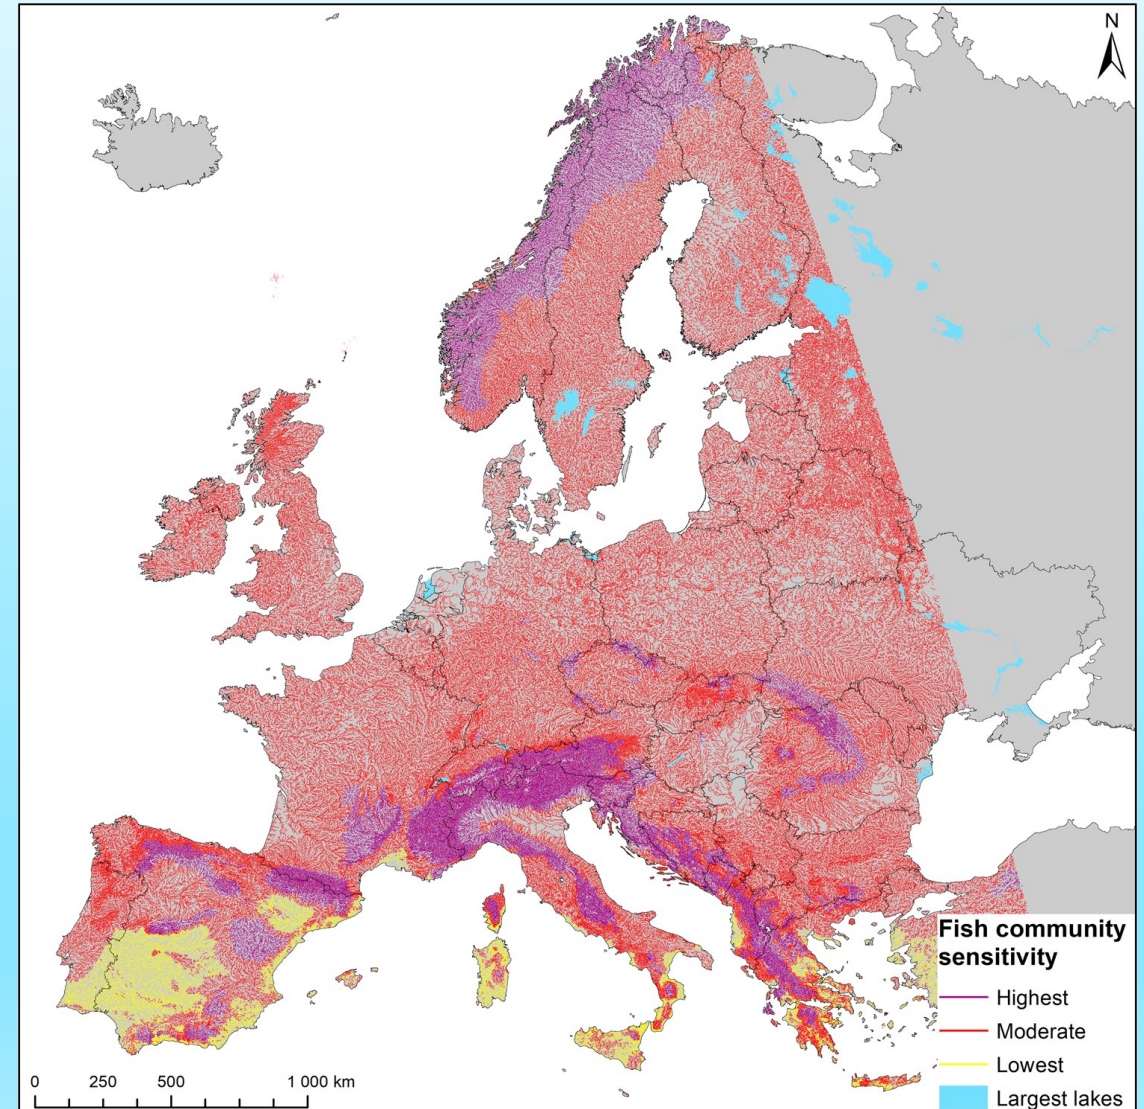 N
Fish community
sensitivity
Highest
Moderate
Lowest
Largest lakes
0 250 500 1 000 km